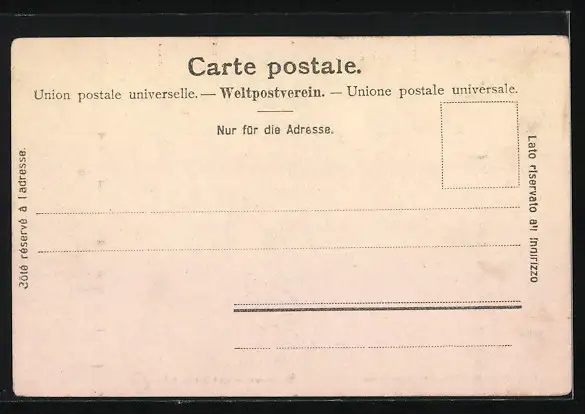 Carte postale.
Union postale universelle. — Weltpostverein. — Unione postale universale.
Nur für die Adresse.
Côté réservé à l'adresse.
Lato riservato all' indirizzo